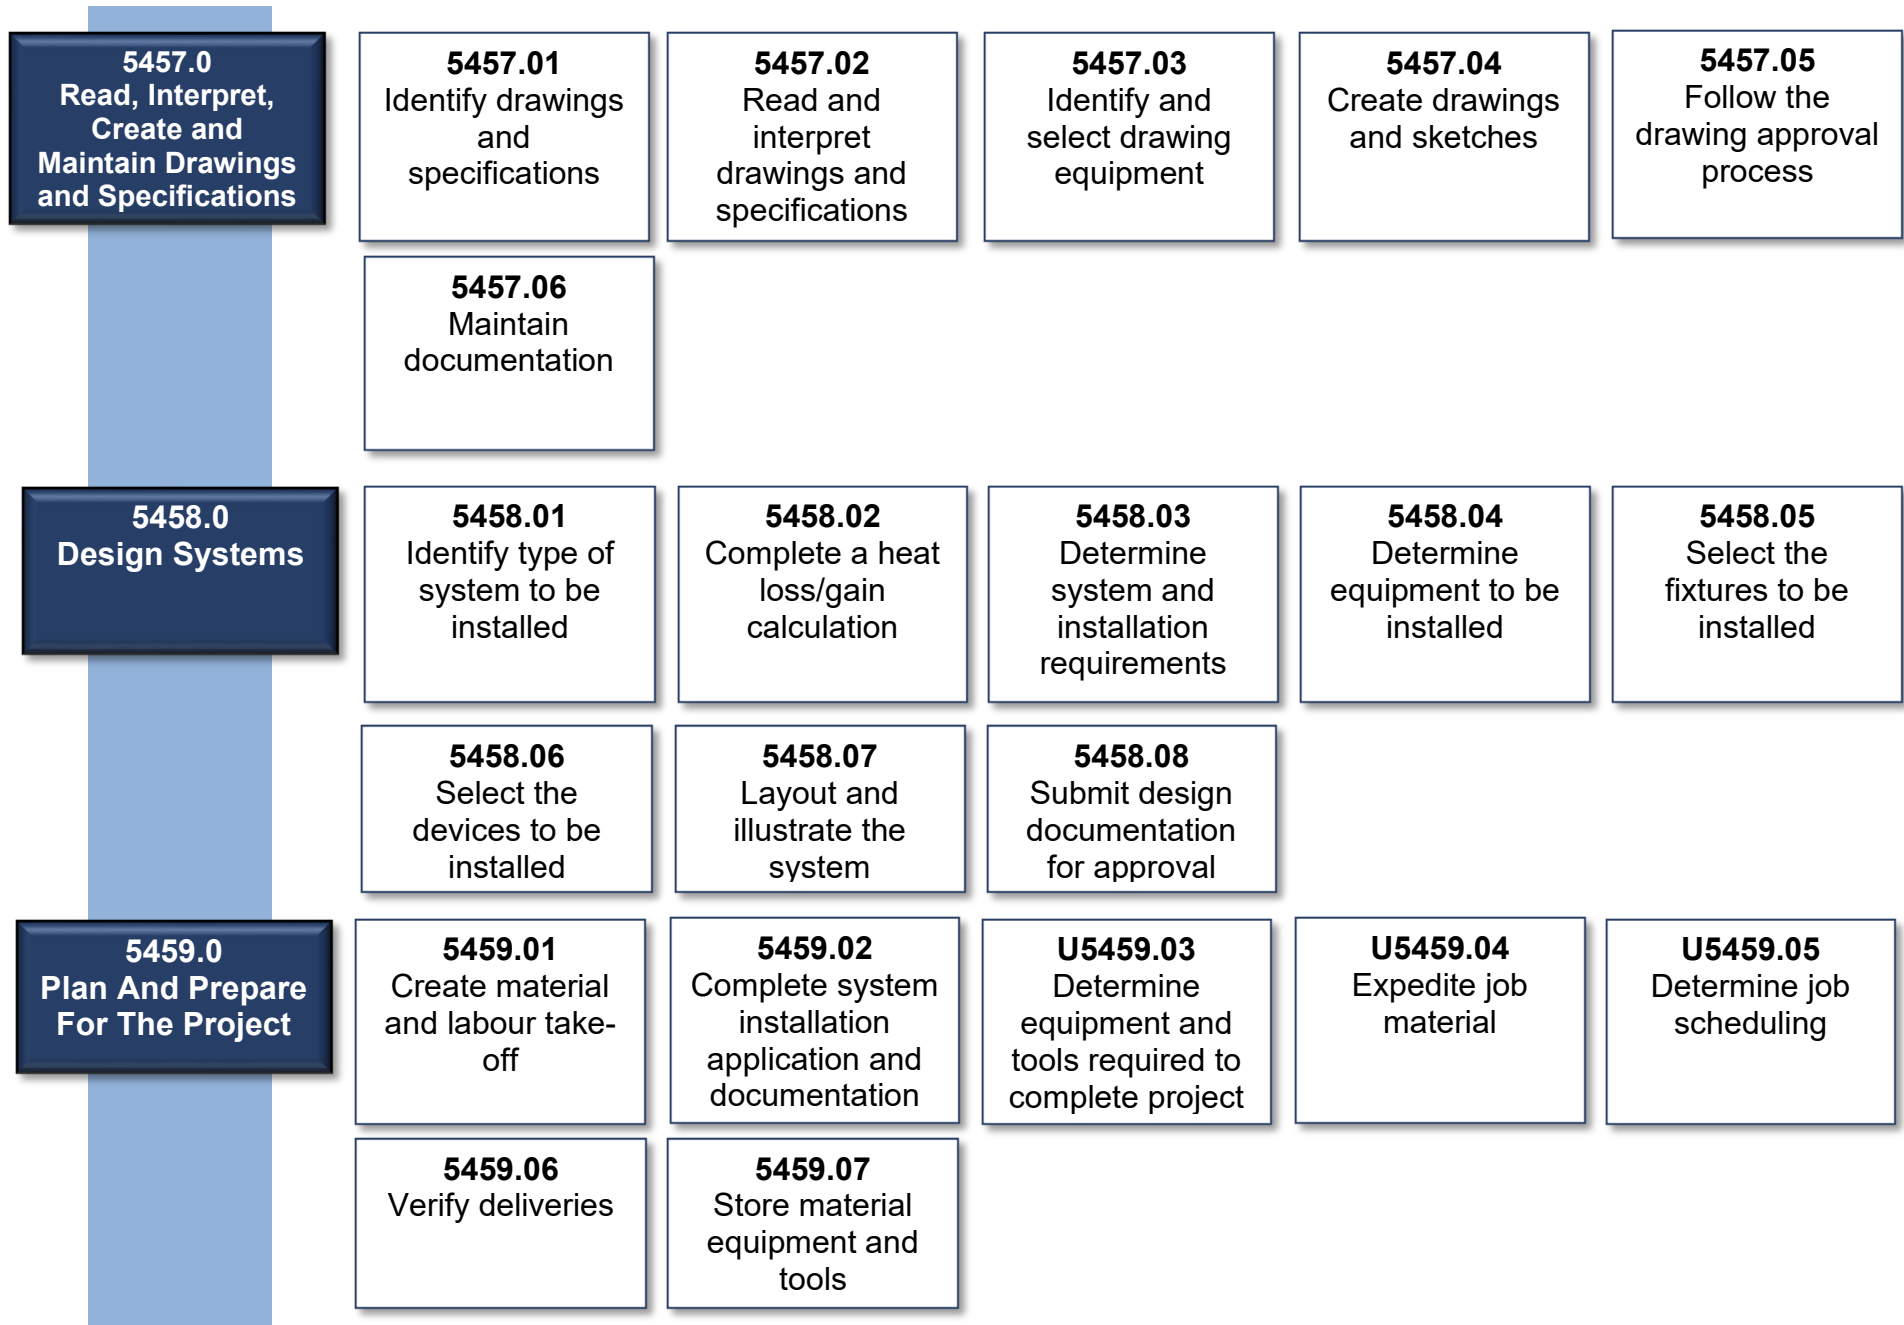 5457.0
Read, Interpret,
Create and
Maintain Drawings
and Specifications
5457.01
Identify drawings
and
specifications
5457.02
Read and
interpret
drawings and
specifications
5457.03
Identify and
select drawing
equipment
5457.04
Create drawings
and sketches
5457.05
Follow the
drawing approval
process
5457.06
Maintain
documentation
5458.0
Design Systems
5458.01
Identify type of
system to be
installed
5458.02
Complete a heat
loss/gain
calculation
5458.03
Determine
system and
installation
requirements
5458.04
Determine
equipment to be
installed
5458.05
Select the
fixtures to be
installed
5458.06
Select the
devices to be
installed
5458.07
Layout and
illustrate the
system
5458.08
Submit design
documentation
for approval
5459.0
Plan And Prepare
For The Project
5459.01
Create material
and labour take-
off
5459.02
Complete system
installation
application and
documentation
U5459.03
Determine
equipment and
tools required to
complete project
U5459.04
Expedite job
material
U5459.05
Determine job
scheduling
5459.06
Verify deliveries
5459.07
Store material
equipment and
tools